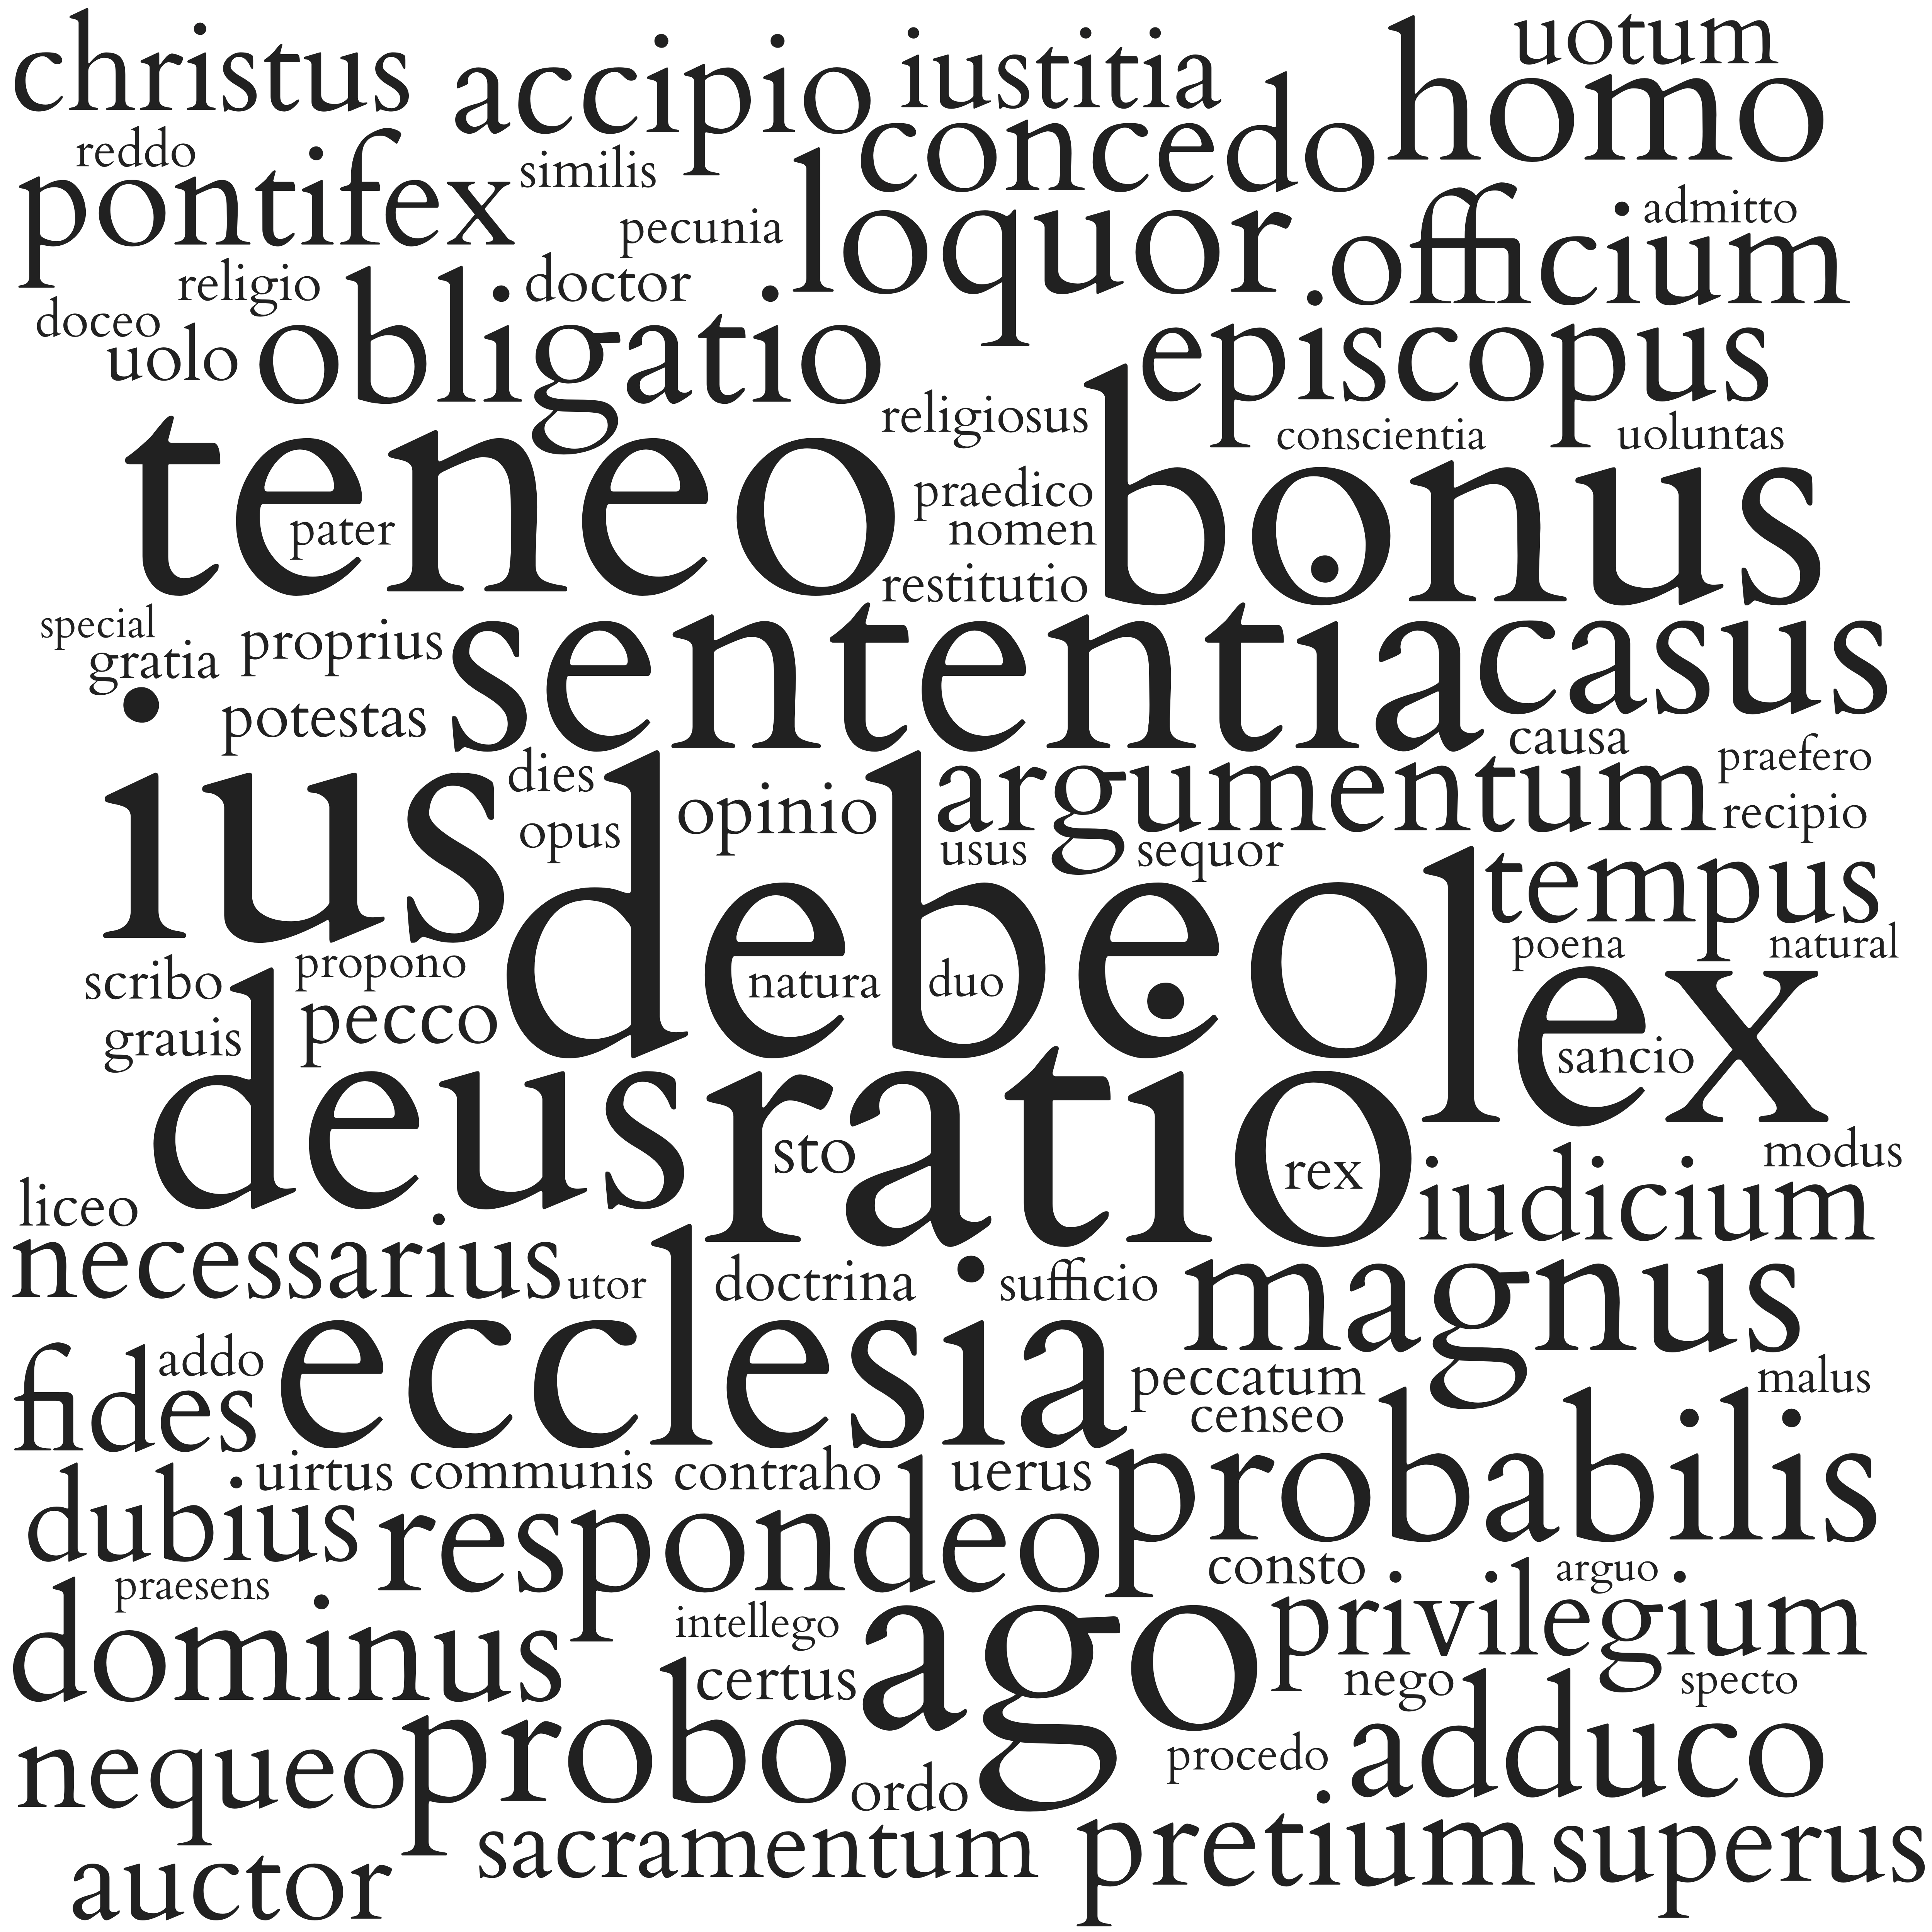 christus accipio iustitia homo uotum
reddo concedo
pontifex similis
pecunia loquor officium admitto
religio obligatio doctor
doceo episcopus
uolo
religiosus conscientia uoluntas
teneo bonus
praedico
pater nomen
restitutio
special proprius sententia casus
gratia
ius potestas causa
dies opinio argumentum praefero
opus recipio
usus sequor
debeo lex tempus
poena natural
scribo propono natura duo
grauis pecco sancio
deus ratio
sto rex modus
liceo iudicium
necessarius utor doctrina sufficio magnus
addo ecclesia peccatum malus
fides censeo probabilis
uirtus communis contraho uerus
dubius respondeo
praesens consto arguo
dominus intellego ago privilegium
certus nego specto
nequeo probo procedo adduco
ordo
sacramentum pretium superus
auctor